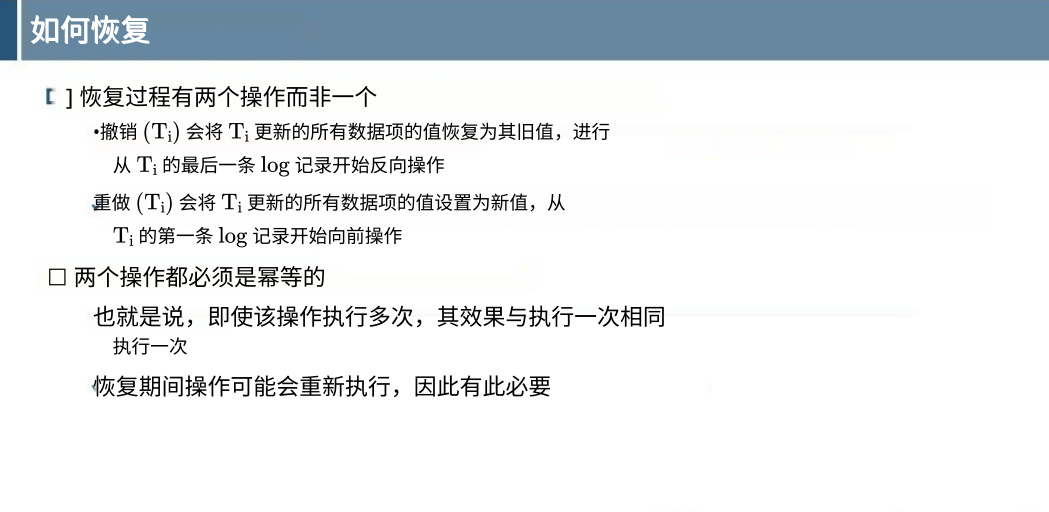 如何恢复
] 恢复过程有两个操作而非一个
•撤销 (Ti) 会将 Ti 更新的所有数据项的值恢复为其旧值，进行
从 Ti 的最后一条 log 记录开始反向操作
重做 (Ti) 会将 Ti 更新的所有数据项的值设置为新值，从
Ti 的第一条 log 记录开始向前操作
□ 两个操作都必须是幂等的
也就是说，即使该操作执行多次，其效果与执行一次相同
执行一次
恢复期间操作可能会重新执行，因此有此必要